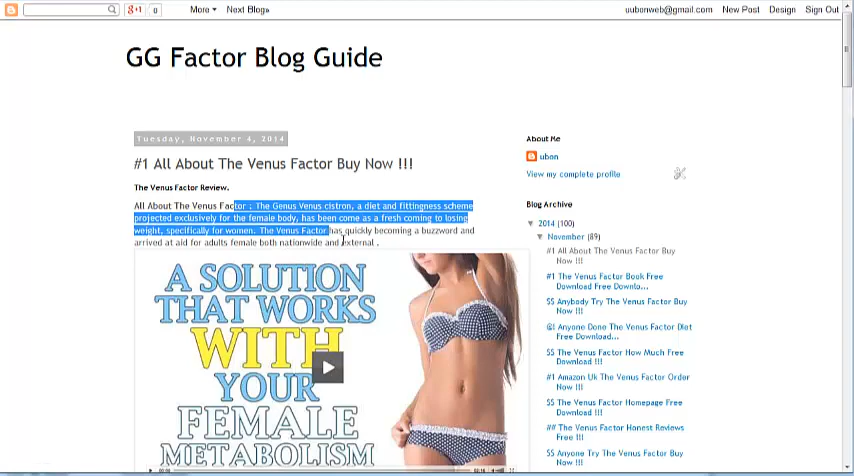 More ▾ Next Blog»
uubonweb@gmail.com New Post Design Sign Out
g+1 0
GG Factor Blog Guide
Tuesday, November 4, 2014
#1 All About The Venus Factor Buy Now !!!
The Venus Factor Review.
All About The Venus Factor : The Genus Venus cistron, a diet and fittingness scheme
projected exclusively for the female body, has been come as a fresh coming to losing
weight, specifically for women. The Venus Factor has quickly becoming a buzzword and
arrived at aid for adults female both nationwide and external .
A SOLUTION
THAT WORKS
WITH
YOUR
FEMALE
METABOLISM
00:00
About Me
ubon
View my complete profile
Blog Archive
▼ 2014 (100)
▼ November (89)
#1 All About The Venus Factor Buy
Now !!!
#1 The Venus Factor Book Free
Download Free Downlo...
$$ Anybody Try The Venus Factor Buy
Now !!!
@! Anyone Done The Venus Factor Diet
Free Download...
$$ The Venus Factor How Much Free
Download !!!
#1 Amazon Uk The Venus Factor Order
Now !!!
$$ The Venus Factor Homepage Free
Download !!!
## The Venus Factor Honest Reviews
Free !!!
$$ Anyone Try The Venus Factor Buy
Now !!!